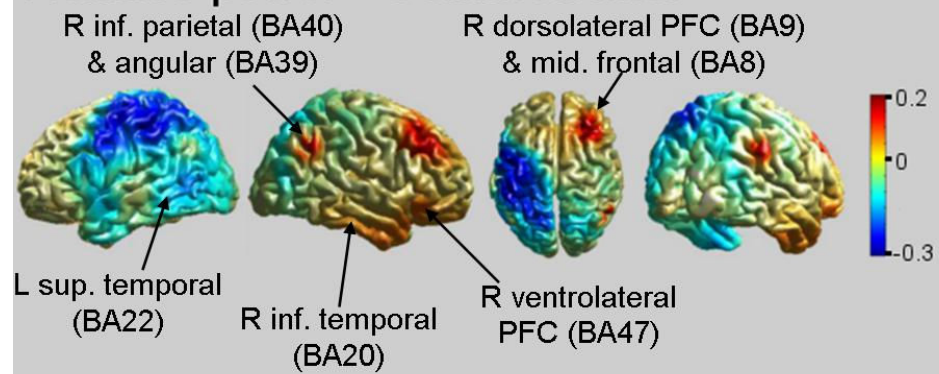 R inf. parietal (BA40)
& angular (BA39)
R dorsolateral PFC (BA9)
& mid. frontal (BA8)
0.2
0
-0.3
L sup. temporal
(BA22)
R inf. temporal
(BA20)
R ventrolateral
PFC (BA47)